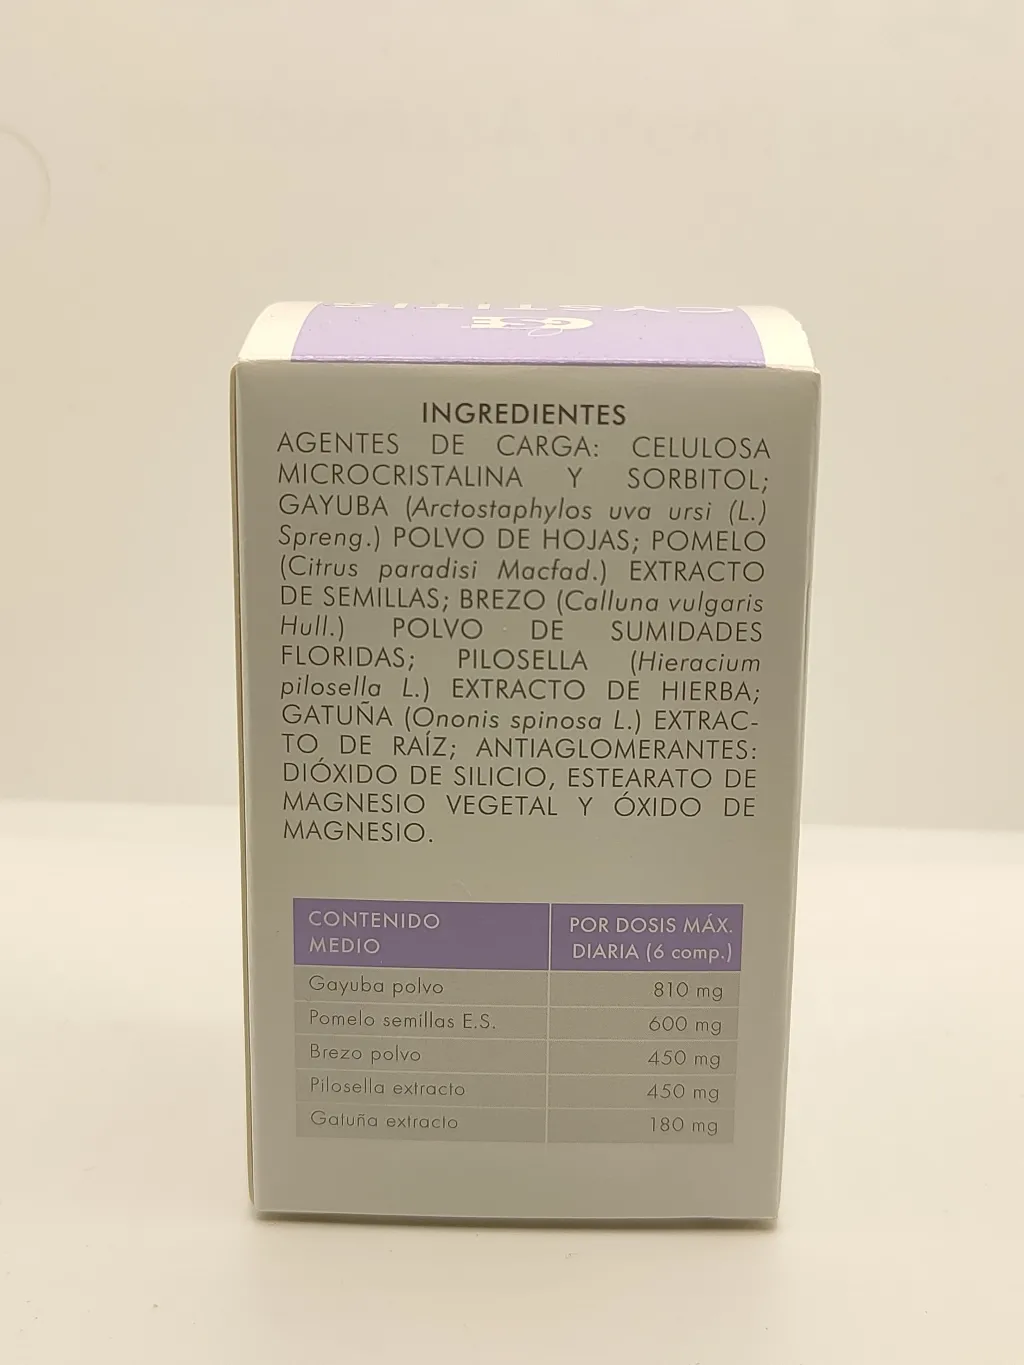 CYSTITUS
GSE
INGREDIENTES
AGENTES DE CARGA: CELULOSA
MICROCRISTALINA Y SORBITOL;
GAYUBA (Arctostaphylos uva ursi (L.)
Spreng.) POLVO DE HOJAS; POMELO
(Citrus paradisi Macfad.) EXTRACTO
DE SEMILLAS; BREZO (Calluna vulgaris
Hull.) POLVO DE SUMIDADES
FLORIDAS; PILOSELLA (Hieracium
pilosella L.) EXTRACTO DE HIERBA;
GATUÑA (Ononis spinosa L.) EXTRAC-
TO DE RAÍZ; ANTIAGLOMERANTES:
DIÓXIDO DE SILICIO, ESTEARATO DE
MAGNESIO VEGETAL Y ÓXIDO DE
MAGNESIO.
CONTENIDO
MEDIO
POR DOSIS MÁX.
DIARIA (6 comp.)
Gayuba polvo 810 mg
Pomelo semillas E.S. 600 mg
Brezo polvo 450 mg
Pilosella extracto 450 mg
Gatuña extracto 180 mg